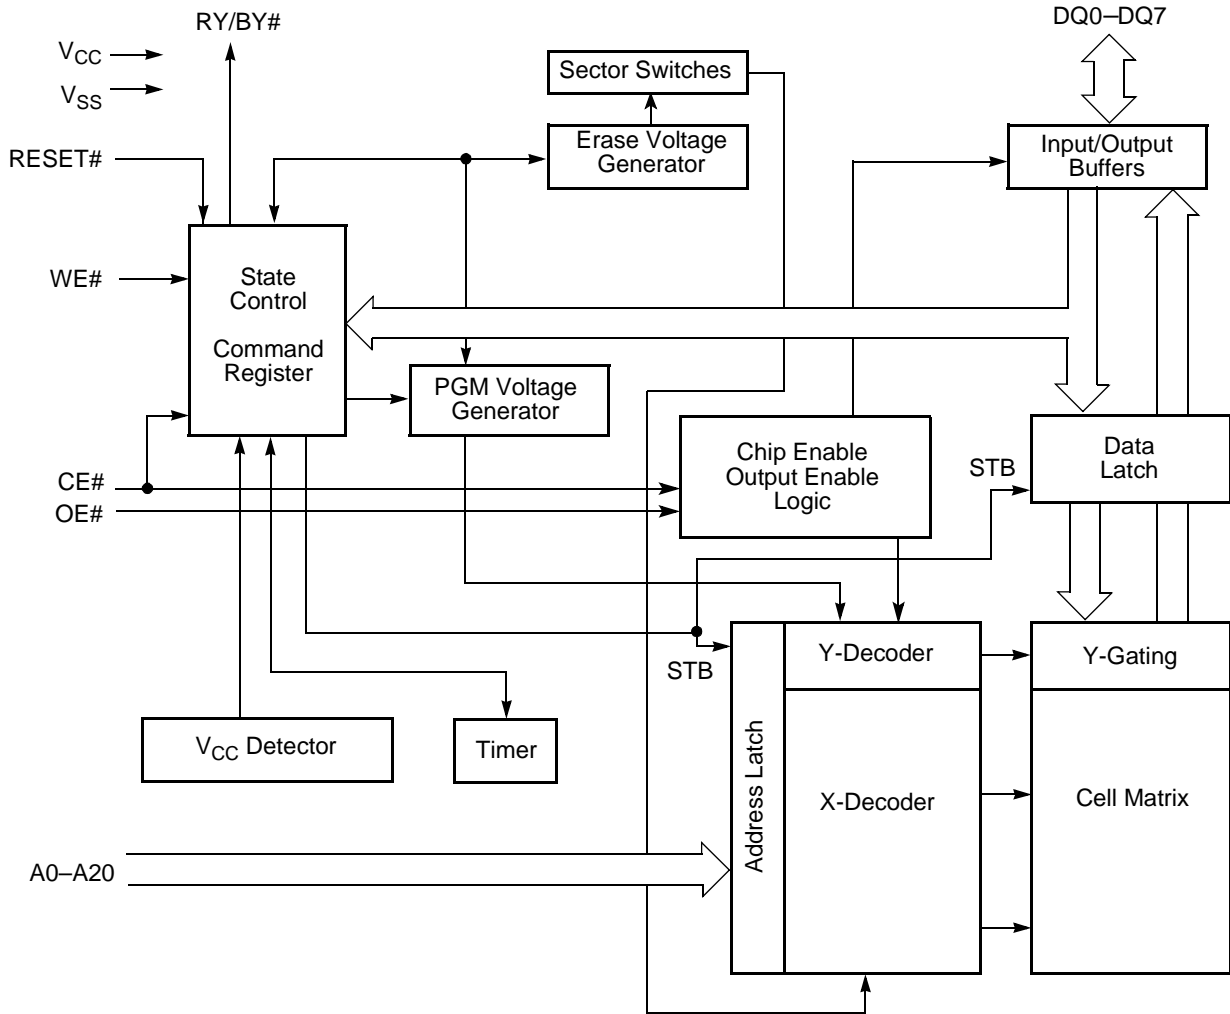 RY/BY#
DQ0–DQ7
VCC
VSS
Sector Switches
RESET#
Erase Voltage
Generator
Input/Output
Buffers
WE#
State
Control
Command
Register
PGM Voltage
Generator
Chip Enable
Output Enable
Logic
STB
Data
Latch
CE#
OE#
STB
Y-Decoder
Y-Gating
VCC Detector
Timer
Address Latch
X-Decoder
Cell Matrix
A0–A20